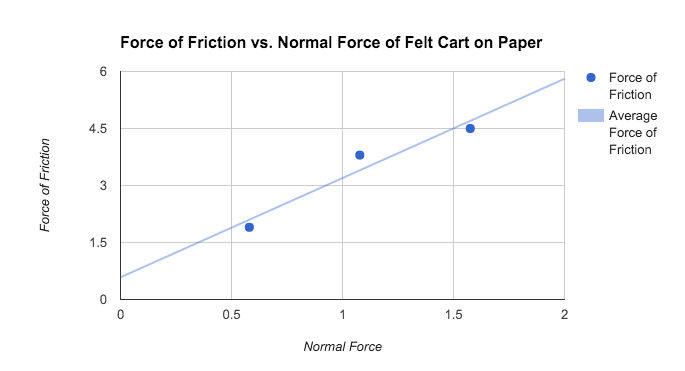 Force of Friction vs. Normal Force of Felt Cart on Paper
6
4.5
3
1.5
0
Force of Friction
0
0.5
1
1.5
2
Normal Force
Force of
Friction
Average
Force of
Friction